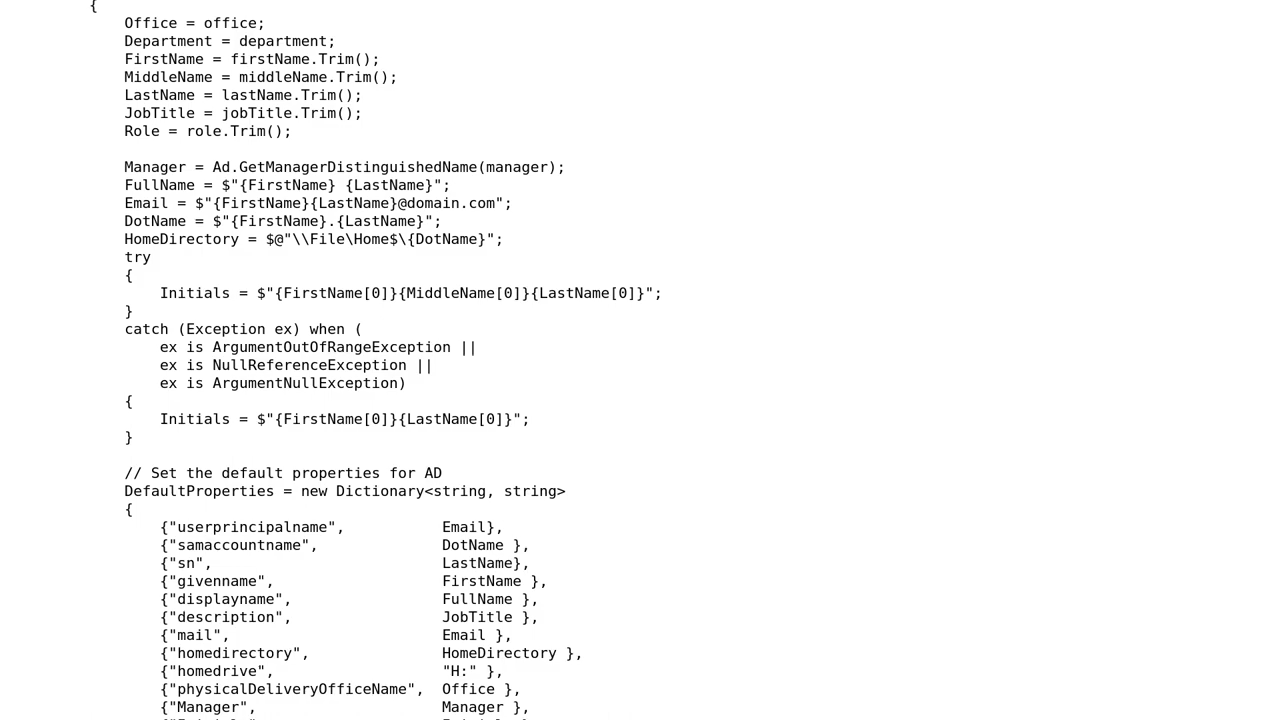 {
Office = office;
Department = department;
FirstName = firstName.Trim();
MiddleName = middleName.Trim();
LastName = lastName.Trim();
JobTitle = jobTitle.Trim();
Role = role.Trim();
Manager = Ad.GetManagerDistinguishedName(manager);
FullName = $"{FirstName} {LastName}";
Email = $"{FirstName}{LastName}@domain.com";
DotName = $"{FirstName}.{LastName}";
HomeDirectory = $@"\\File\Home$\{DotName}";
try
{
Initials = $"{FirstName[0]}{MiddleName[0]}{LastName[0]}";
}
catch (Exception ex) when (
ex is ArgumentOutOfRangeException ||
ex is NullReferenceException ||
ex is ArgumentNullException)
{
Initials = $"{FirstName[0]}{LastName[0]}";
}
// Set the default properties for AD
DefaultProperties = new Dictionary<string, string>
{
{"userprincipalname", Email},
{"samaccountname", DotName },
{"sn", LastName},
{"givenname", FirstName },
{"displayname", FullName },
{"description", JobTitle },
{"mail", Email },
{"homedirectory", HomeDirectory },
{"homedrive", "H:" },
{"physicalDeliveryOfficeName", Office },
{"Manager", Manager },